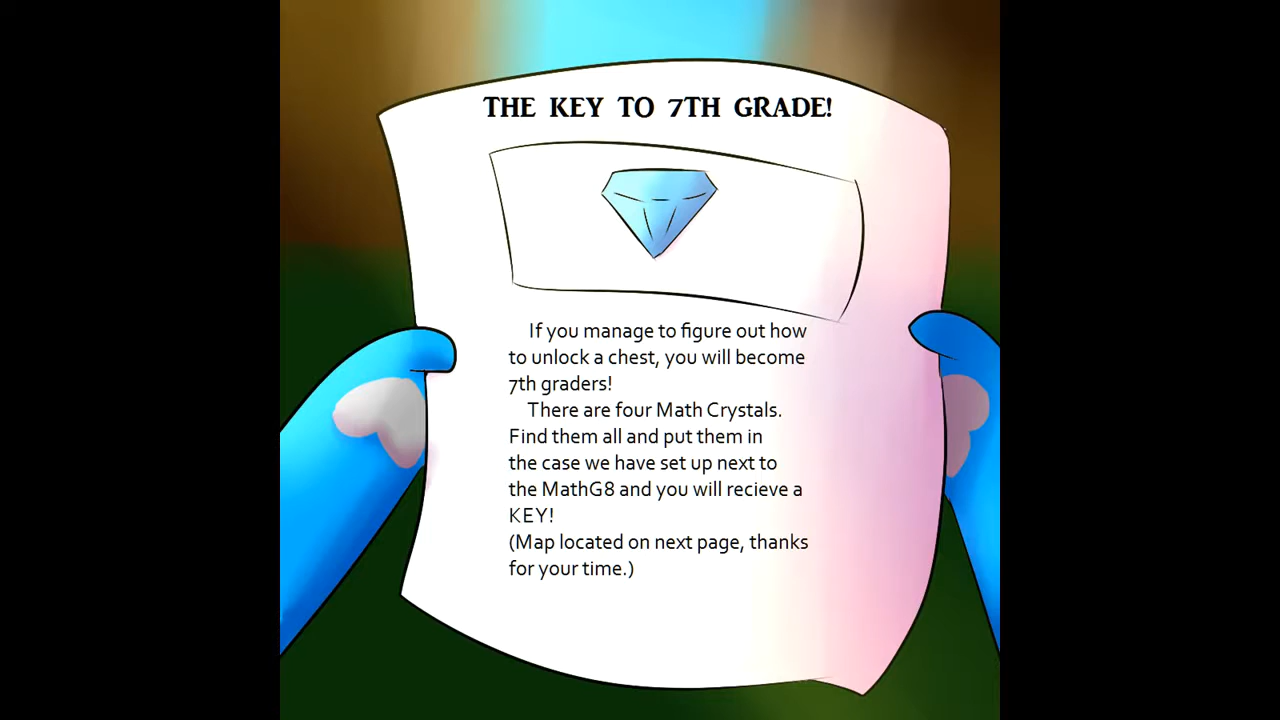 THE KEY TO 7TH GRADE!
If you manage to figure out how
to unlock a chest, you will become
7th graders!
There are four Math Crystals.
Find them all and put them in
the case we have set up next to
the MathG8 and you will recieve a
KEY!
(Map located on next page, thanks
for your time.)